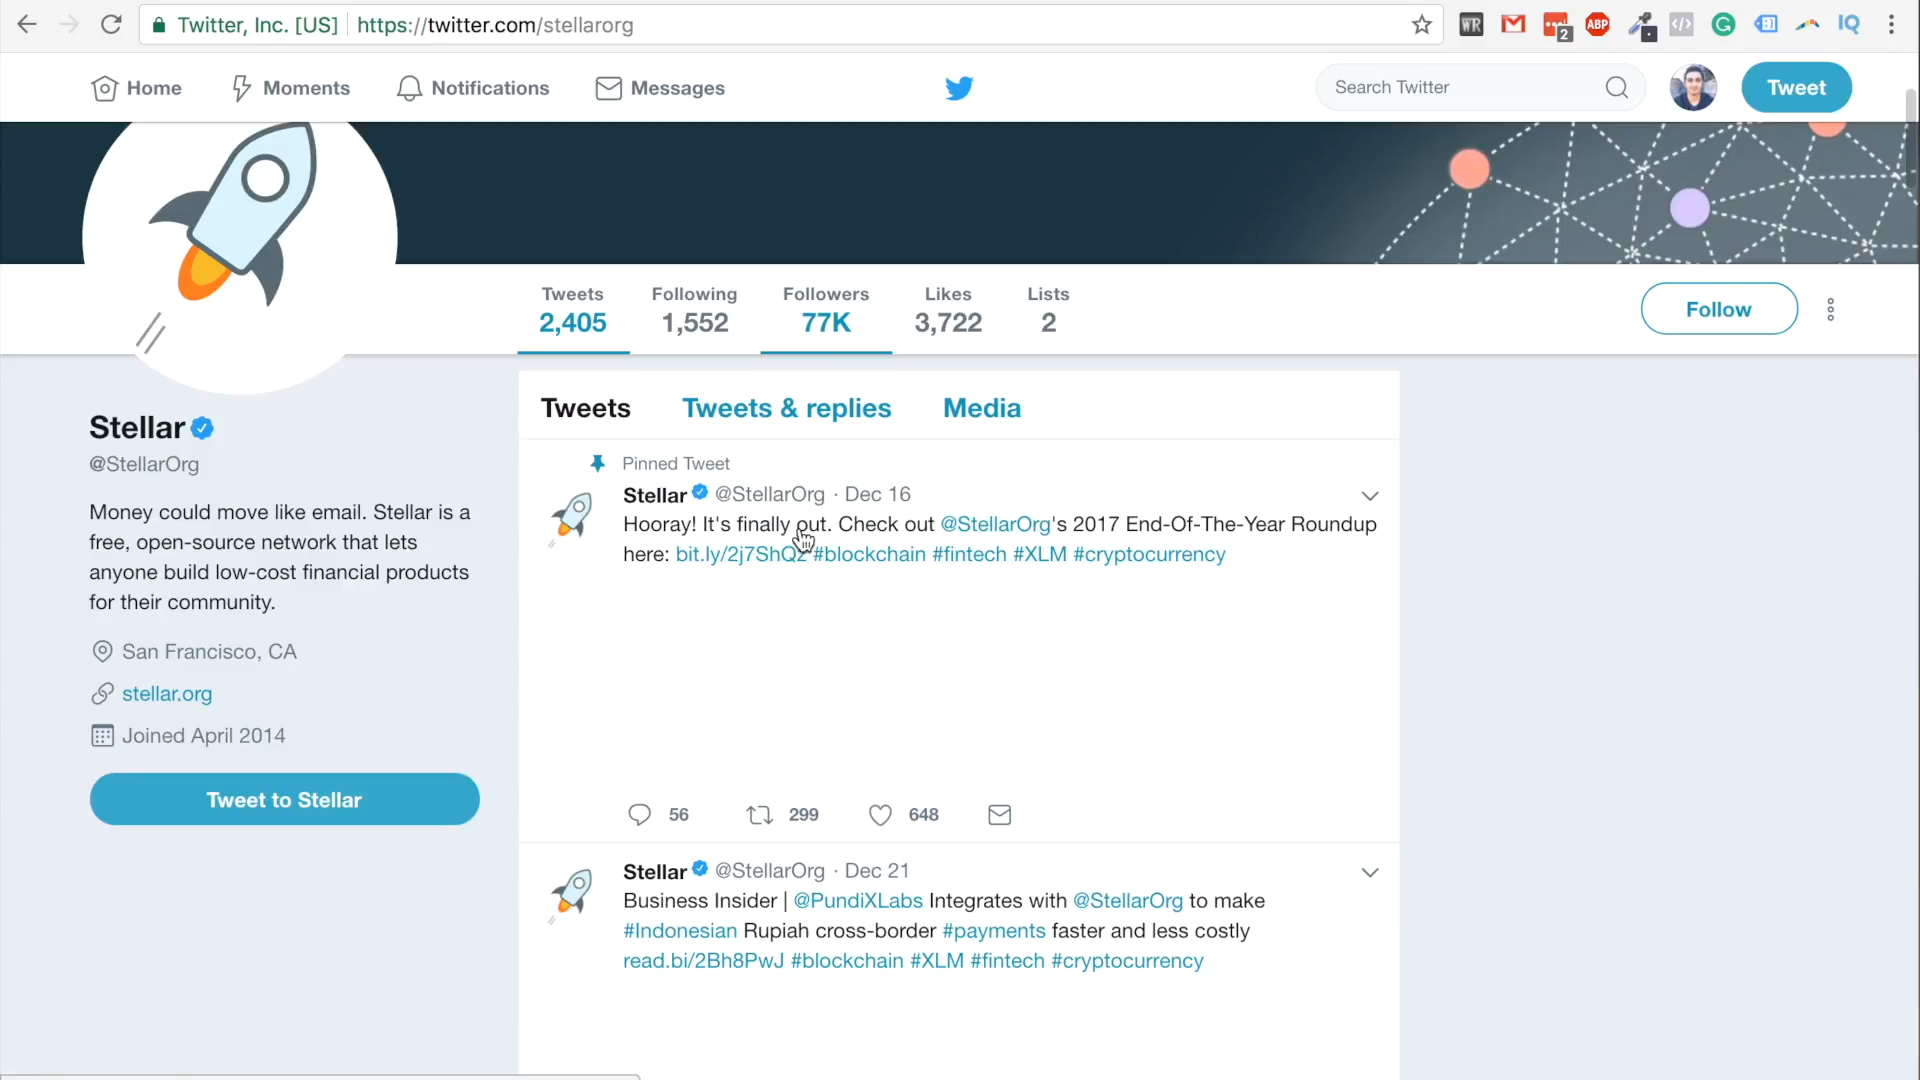 Twitter, Inc. [US] https://twitter.com/stellarorg
WR 2 ABP </> G IQ
Home Moments Notifications Messages Search Twitter Tweet
Tweets Following Followers Likes Lists
2,405 1,552 77K 3,722 2
Follow
Stellar
@StellarOrg
Money could move like email. Stellar is a
free, open-source network that lets
anyone build low-cost financial products
for their community.
San Francisco, CA
stellar.org
Joined April 2014
Tweet to Stellar
Tweets Tweets & replies Media
Pinned Tweet
Stellar @StellarOrg · Dec 16
Hooray! It's finally out. Check out @StellarOrg's 2017 End-Of-The-Year Roundup
here: bit.ly/2j7ShQz #blockchain #fintech #XLM #cryptocurrency
56 299 648
Stellar @StellarOrg · Dec 21
Business Insider | @PundiXLabs Integrates with @StellarOrg to make
#Indonesian Rupiah cross-border #payments faster and less costly
read.bi/2Bh8PwJ #blockchain #XLM #fintech #cryptocurrency